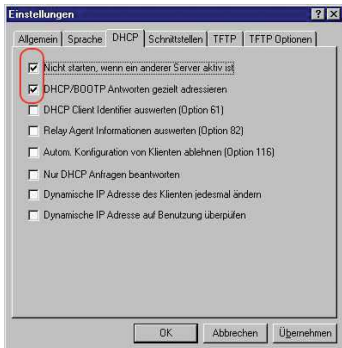 Einstellungen
Allgemein Sprache DHCP Schnittstellen TFTP TFTP Optionen
Nicht starten, wenn ein anderer Server aktiv ist
DHCP/BOOTP Antworten gezielt adressieren
DHCP Client Identifier auswerten (Option 61)
Relay Agent Informationen auswerten (Option 82)
Autom. Konfiguration von Klienten ablehnen (Option 116)
Nur DHCP Anfragen beantworten
Dynamische IP Adresse des Klienten jedesmal ändern
Dynamische IP Adresse auf Benutzung überpüfen
OK Abbrechen Übernehmen